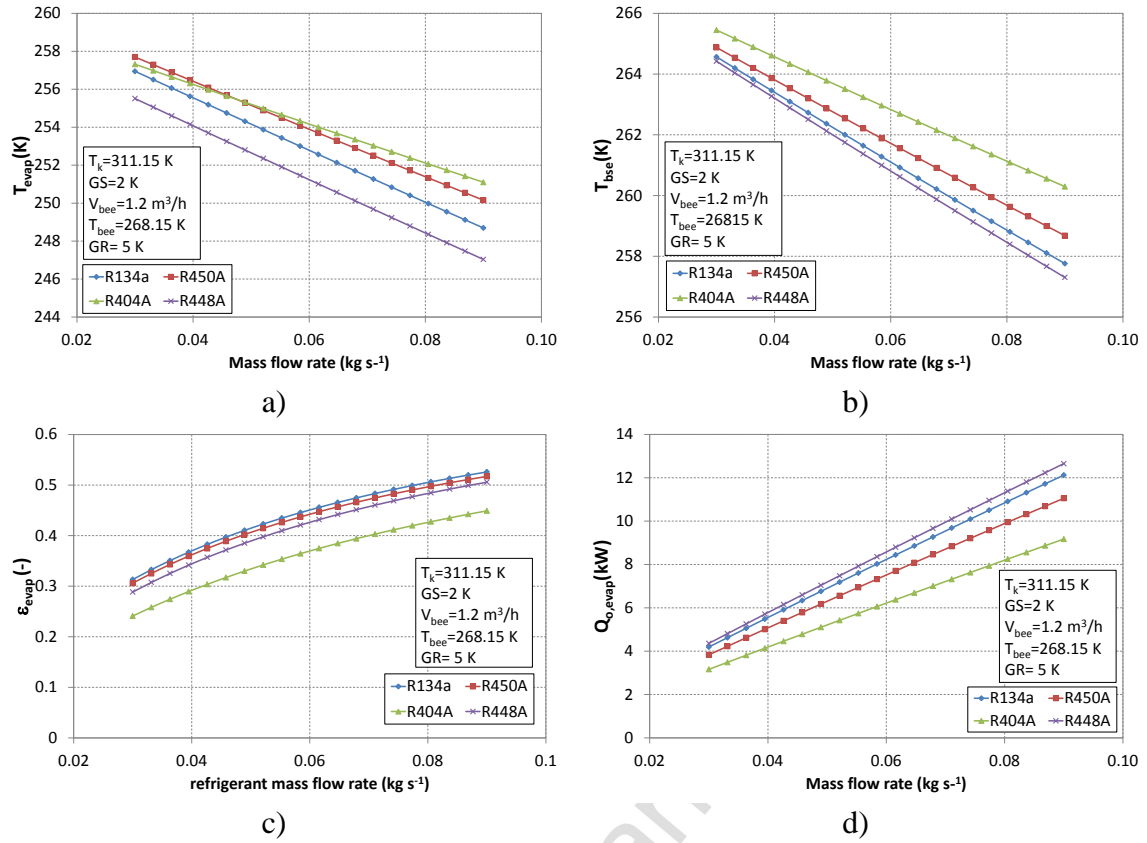 260
258
256
254
252
250
248
246
244
T_evap(K)
T_k=311.15 K
GS=2 K
V_bee=1.2 m³/h
T_bee=268.15 K
GR= 5 K
R134a R450A
R404A R448A
0.02 0.04 0.06 0.08 0.10
Mass flow rate (kg s⁻¹)
a)
266
264
262
260
258
256
T_bse(K)
T_k=311.15 K
GS=2 K
V_bee=1.2 m³/h
T_bee=26815 K
GR= 5 K
R134a R450A
R404A R448A
0.02 0.04 0.06 0.08 0.10
Mass flow rate (kg s⁻¹)
b)
0.6
0.5
0.4
0.3
0.2
0.1
0
ε_evap(-)
T_k=311.15 K
GS=2 K
V_bee=1.2 m³/h
T_bee=268.15 K
GR= 5 K
R134a R450A
R404A R448A
0.02 0.04 0.06 0.08 0.1
refrigerant mass flow rate (kg s⁻¹)
c)
14
12
10
8
6
4
2
0
Q_o,evap(kW)
T_k=311.15 K
GS=2 K
V_bee=1.2 m³/h
T_bee=268.15 K
GR= 5 K
R134a R450A
R404A R448A
0.02 0.04 0.06 0.08 0.10
Mass flow rate (kg s⁻¹)
d)